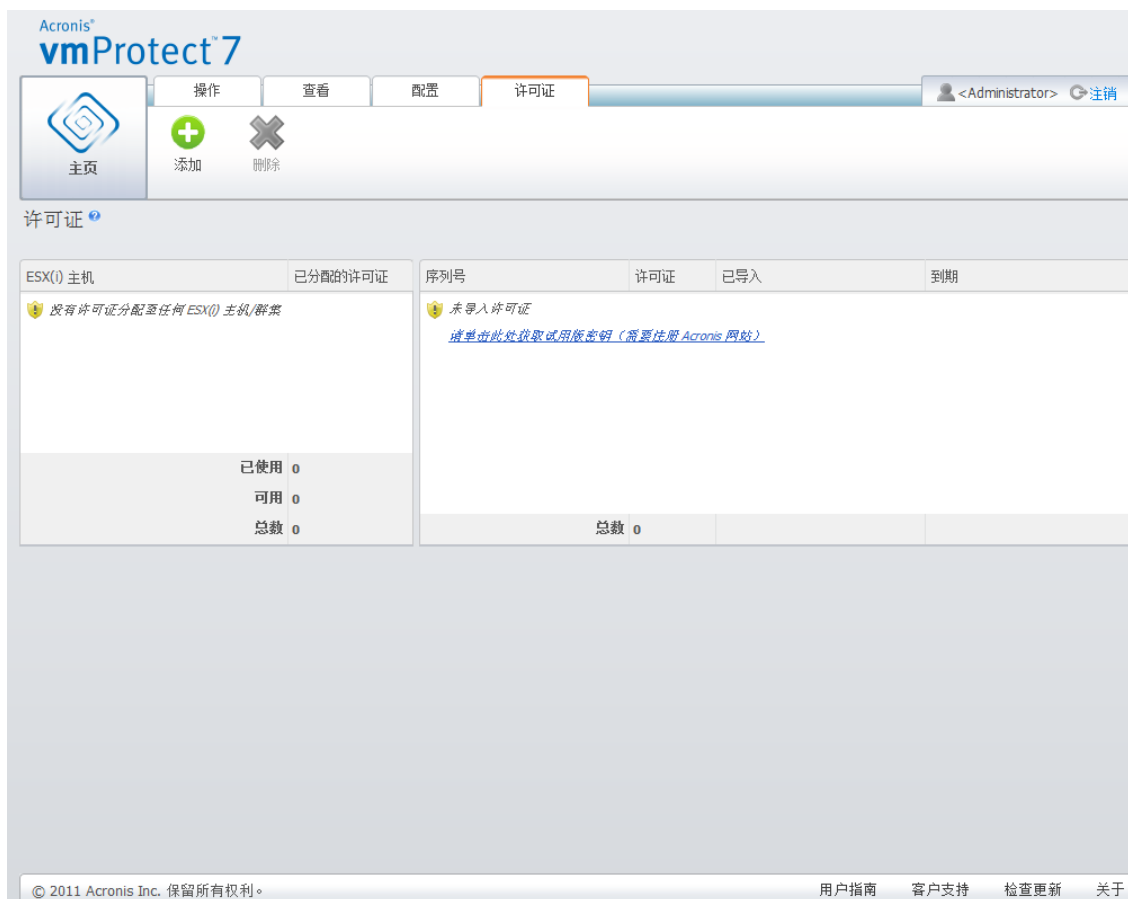 Acronis®
vmProtect™ 7
操作 查看 配置 许可证 <Administrator> 注销
主页 添加 删除
许可证
ESX(i) 主机 已分配的许可证 序列号 许可证 已导入 到期
没有许可证分配至任何 ESX(i) 主机/群集 未导入许可证
请单击此处获取试用版密钥（需要注册 Acronis 网站）
已使用 0
可用 0
总数 0 总数 0
© 2011 Acronis Inc. 保留所有权利。 用户指南 客户支持 检查更新 关于